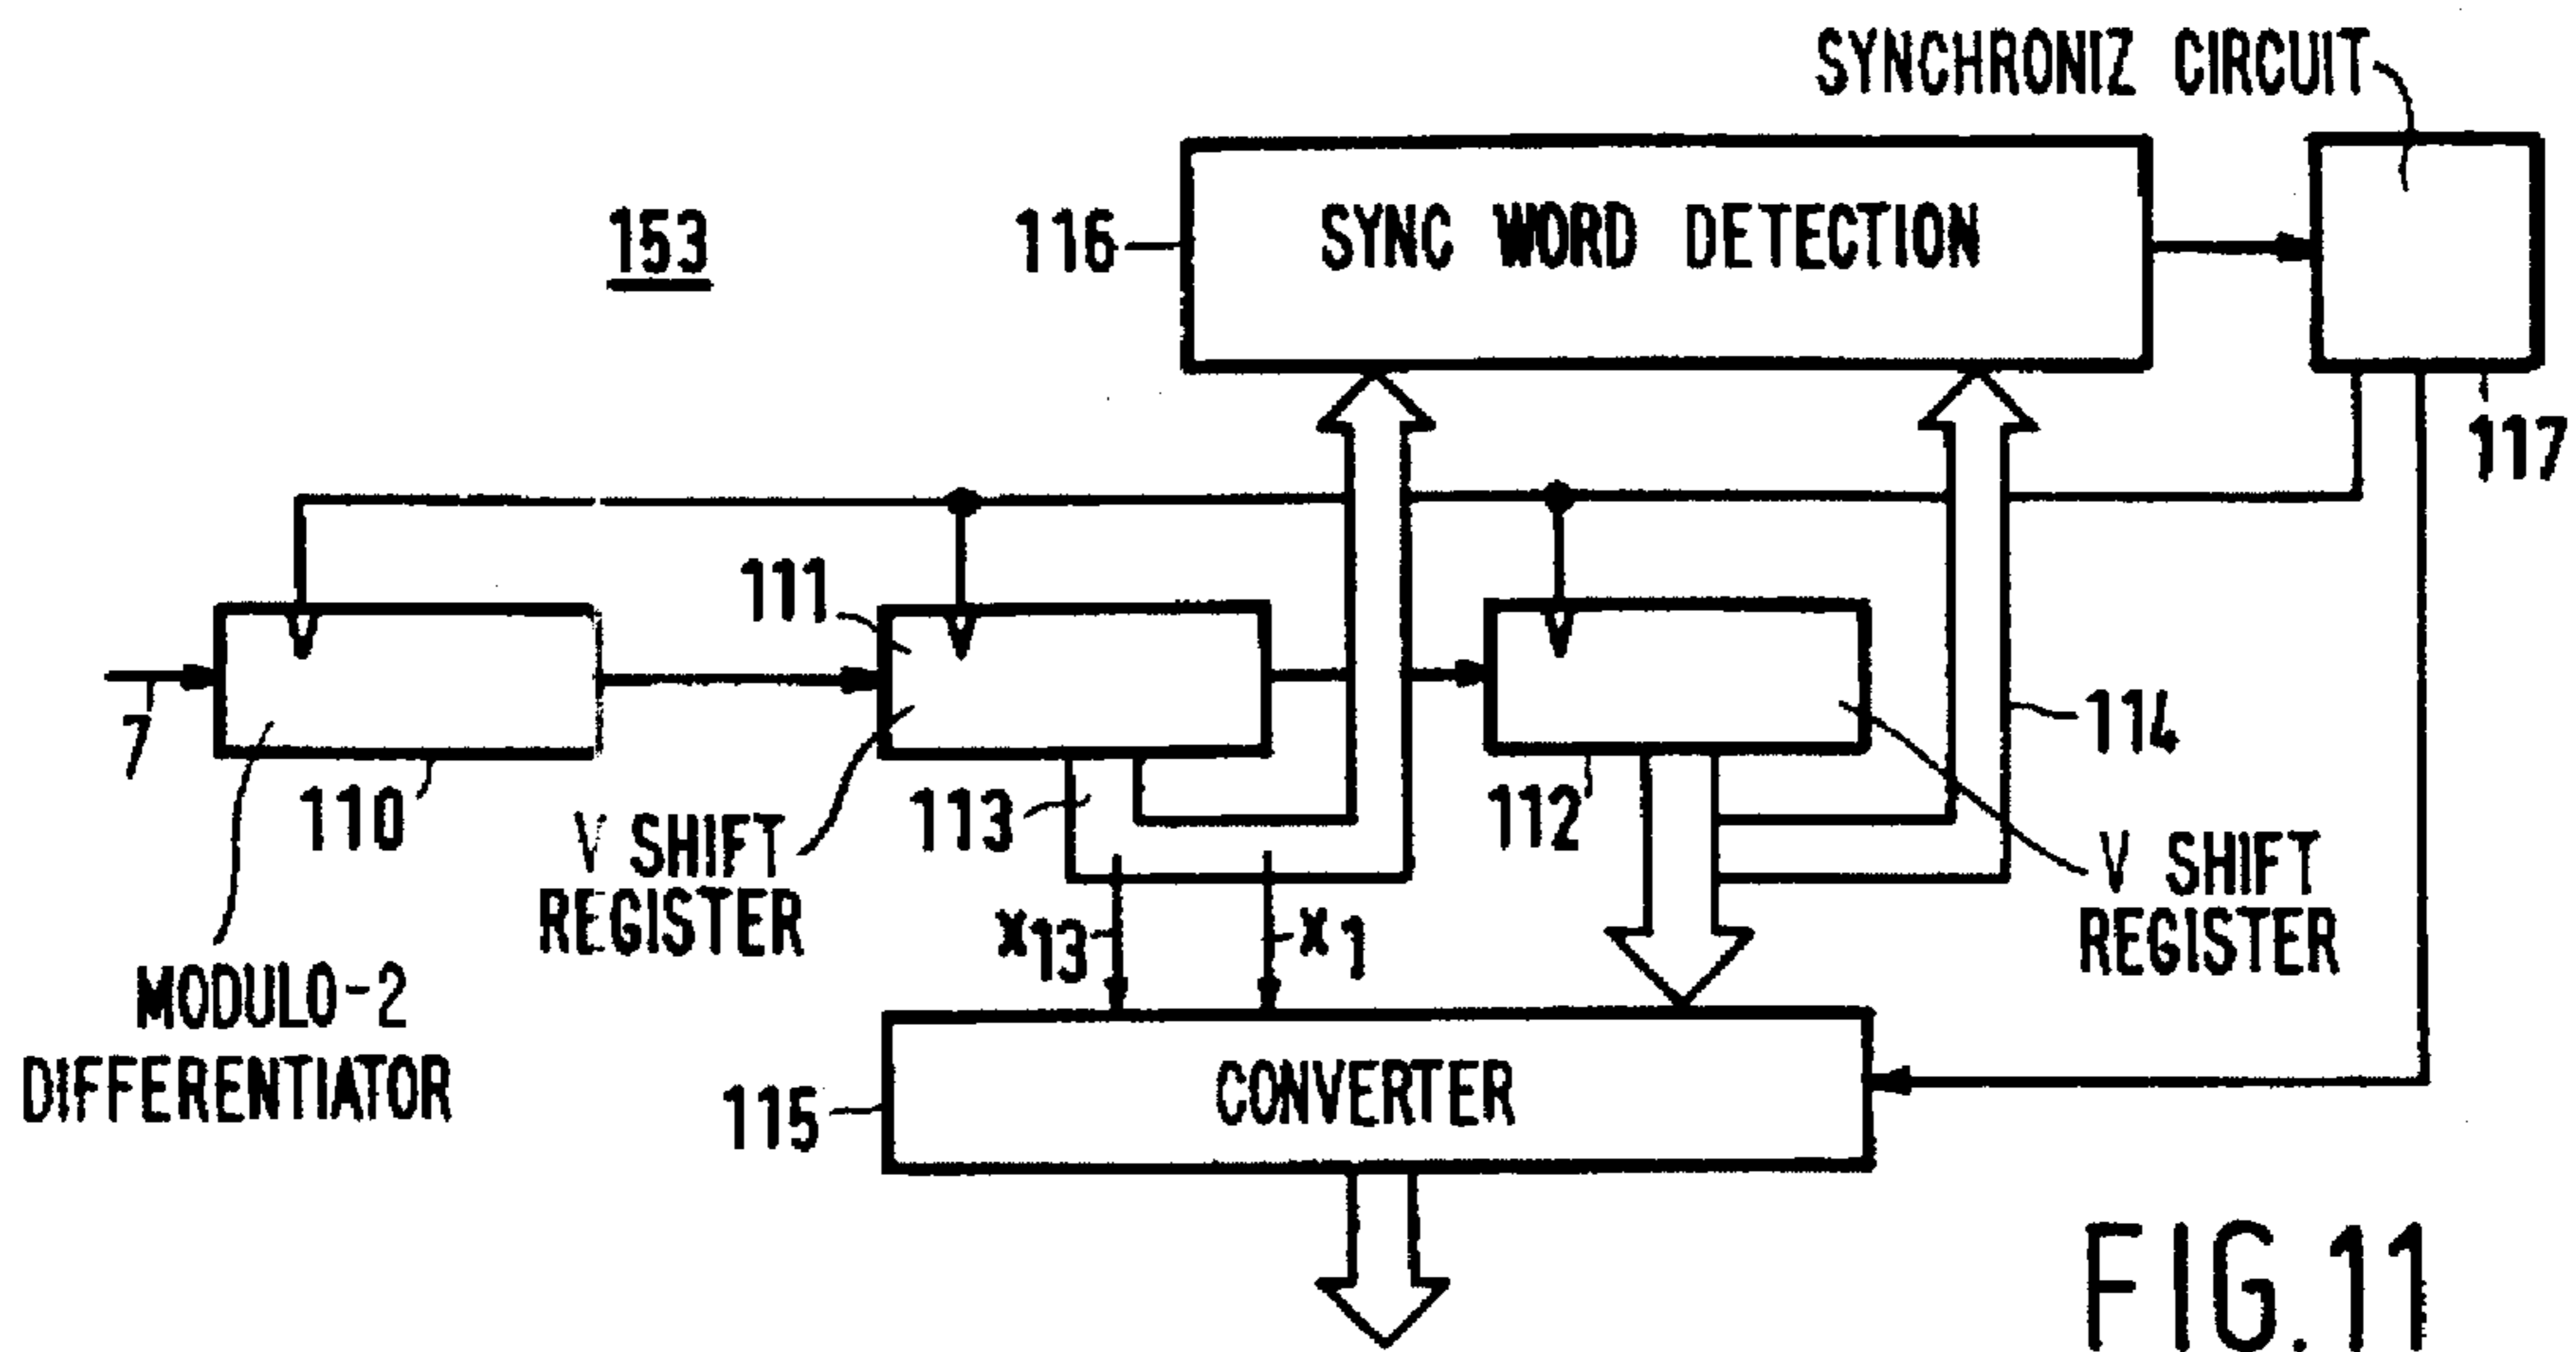 SYNCHRONIZ CIRCUIT
153
116
SYNC WORD DETECTION
117
111
7
110
113
112
114
V SHIFT
REGISTER
V SHIFT
REGISTER
X13
X1
MODULO-2
DIFFERENTIATOR
115
CONVERTER
FIG.11